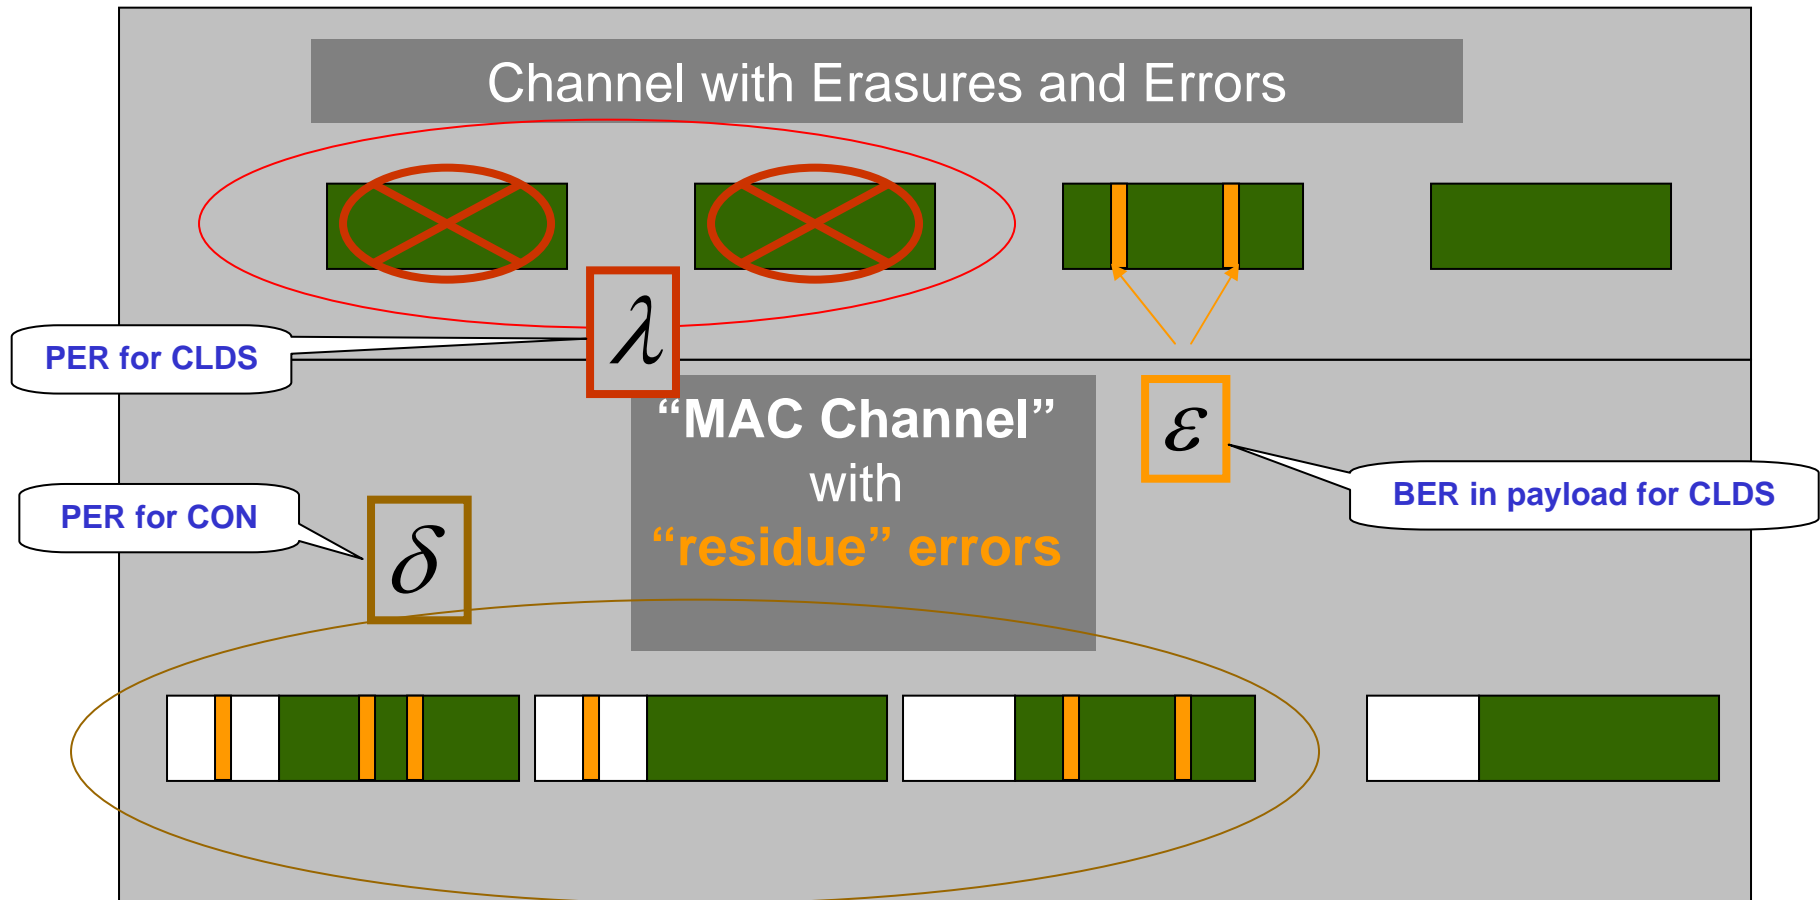 Channel with Erasures and Errors
λ
PER for CLDS
“MAC Channel”
with
“residue” errors
ε
BER in payload for CLDS
PER for CON
δ